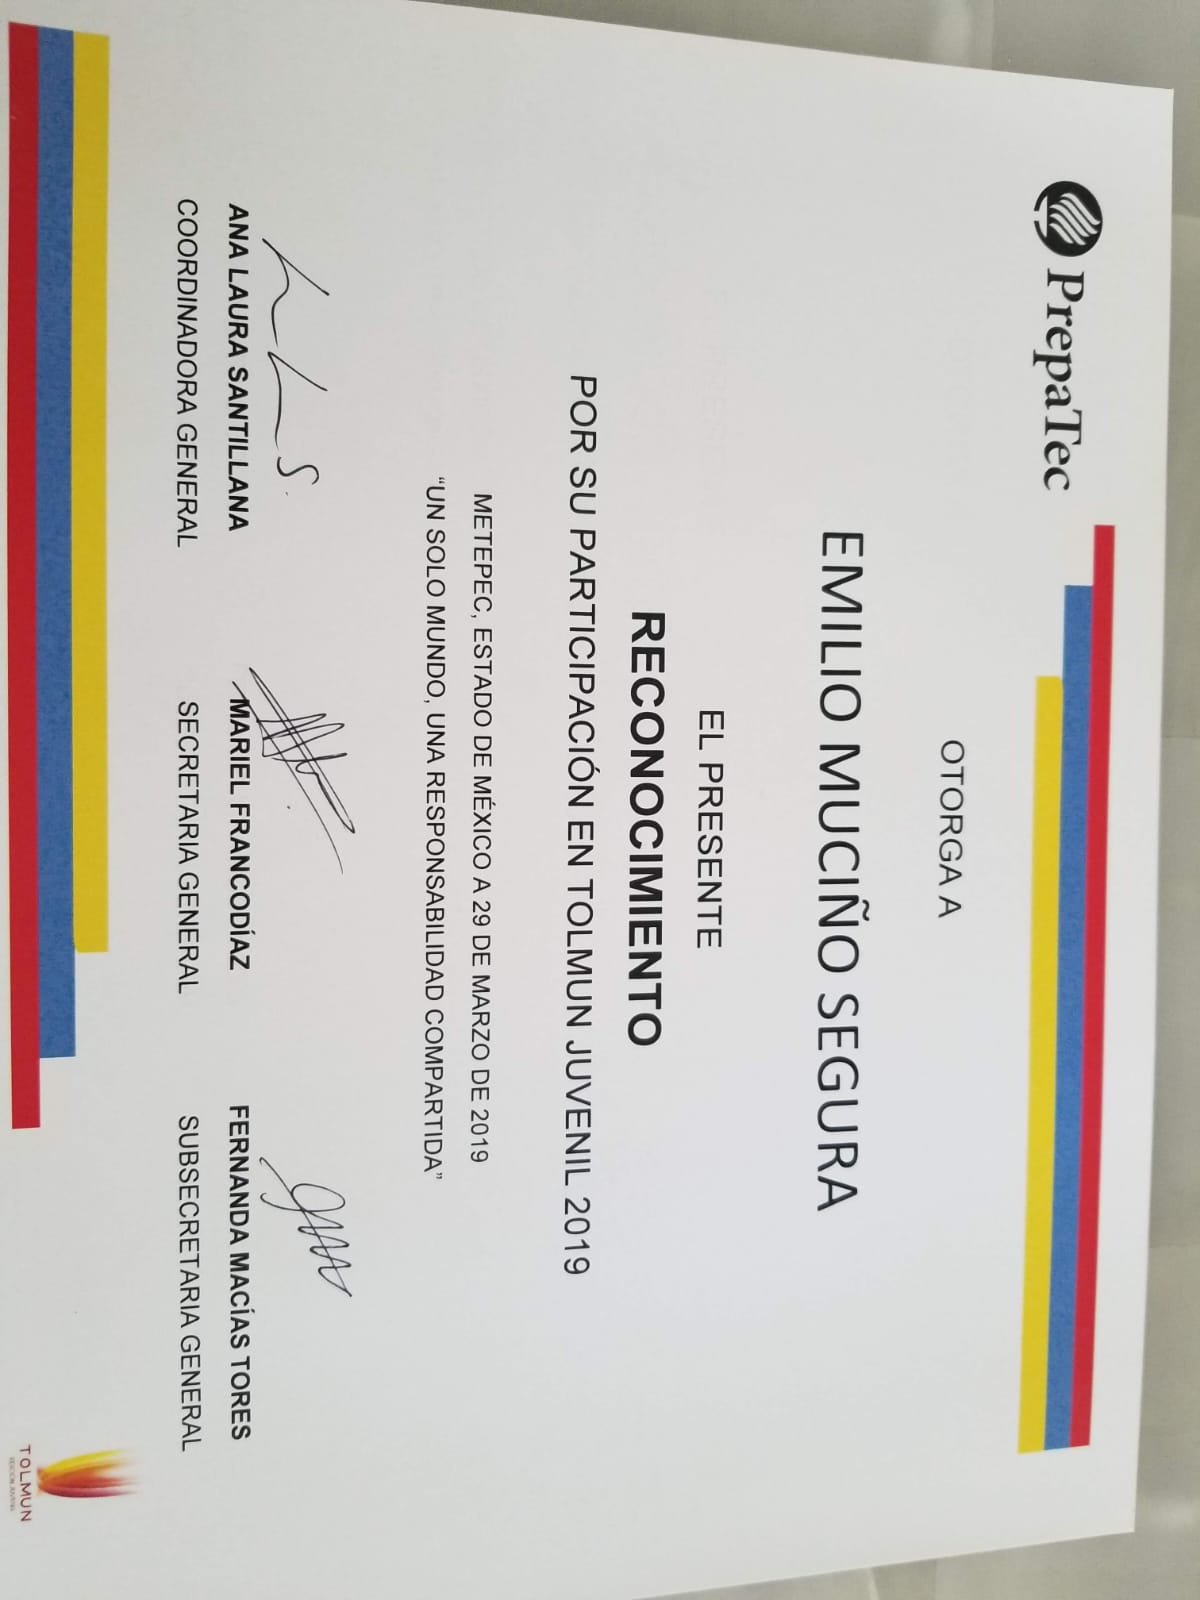 PrepaTec
OTORGA A
EMILIO MUCIÑO SEGURA
EL PRESENTE
RECONOCIMIENTO
POR SU PARTICIPACIÓN EN TOLMUN JUVENIL 2019
METEPEC, ESTADO DE MÉXICO A 29 DE MARZO DE 2019
“UN SOLO MUNDO, UNA RESPONSABILIDAD COMPARTIDA”
ANA LAURA SANTILLANA
COORDINADORA GENERAL
MARIEL FRANCODÍAZ
SECRETARIA GENERAL
FERNANDA MACÍAS TORES
SUBSECRETARIA GENERAL
TOLMUN